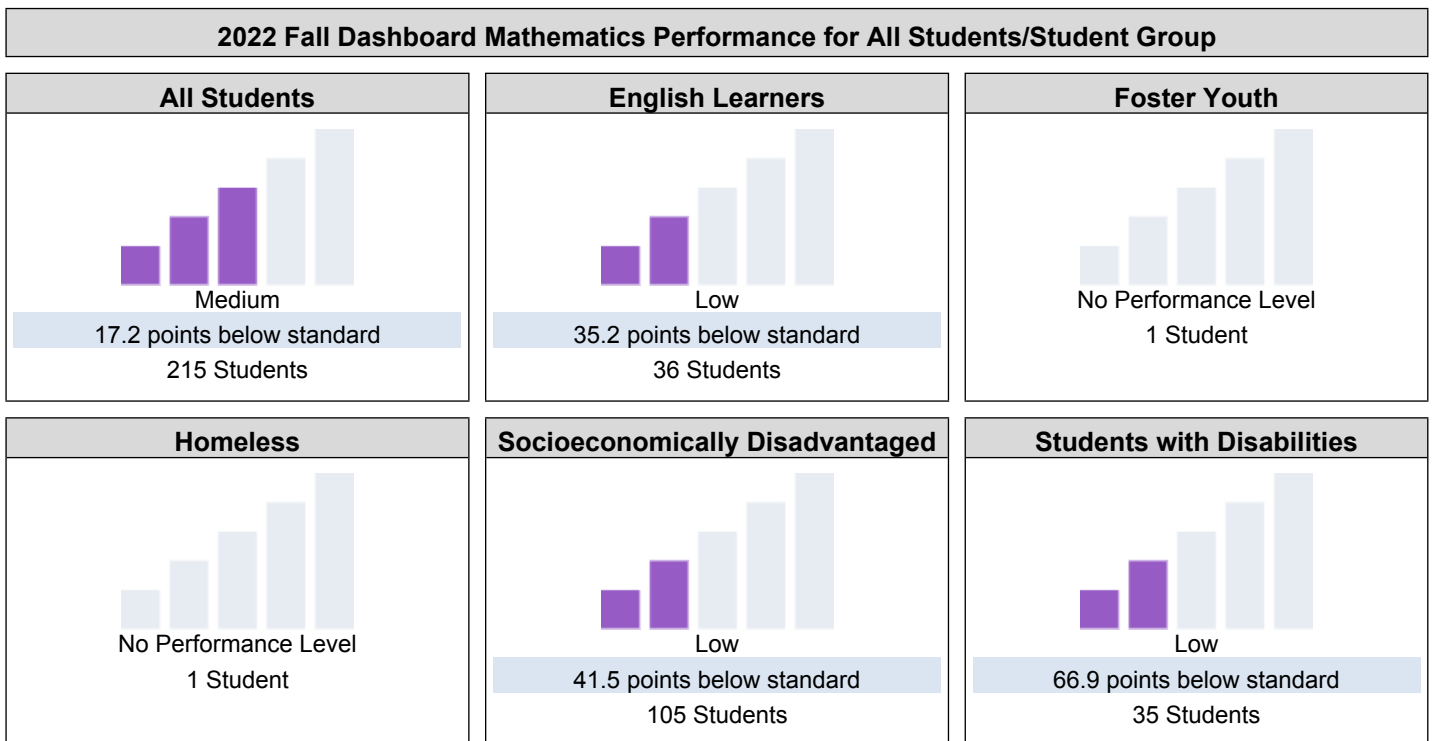 2022 Fall Dashboard Mathematics Performance for All Students/Student Group
All Students
Medium
17.2 points below standard
215 Students
English Learners
Low
35.2 points below standard
36 Students
Foster Youth
No Performance Level
1 Student
Homeless
No Performance Level
1 Student
Socioeconomically Disadvantaged
Low
41.5 points below standard
105 Students
Students with Disabilities
Low
66.9 points below standard
35 Students